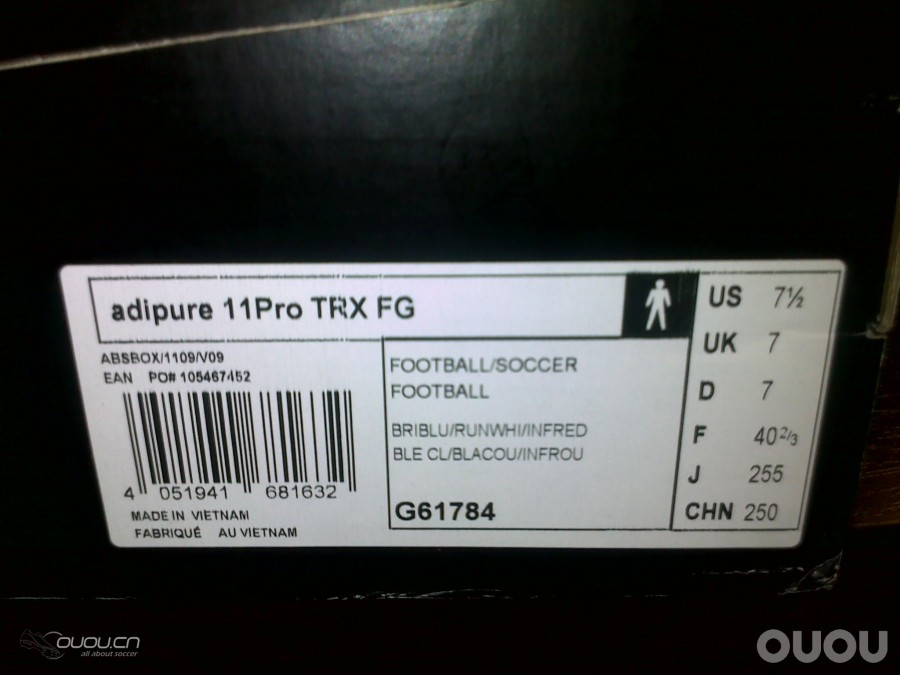 adipure 11Pro TRX FG
ABSBOX/1109/V09
EAN PO# 105467452
4 051941 681632
MADE IN VIETNAM
FABRIQUÉ AU VIETNAM
FOOTBALL/SOCCER
FOOTBALL
BRIBLU/RUNWHI/INFRED
BLE CL/BLACOU/INFROU
G61784
US 7½
UK 7
D 7
F 40 2/3
J 255
CHN 250
OUOU.CN
all about soccer
OUOU